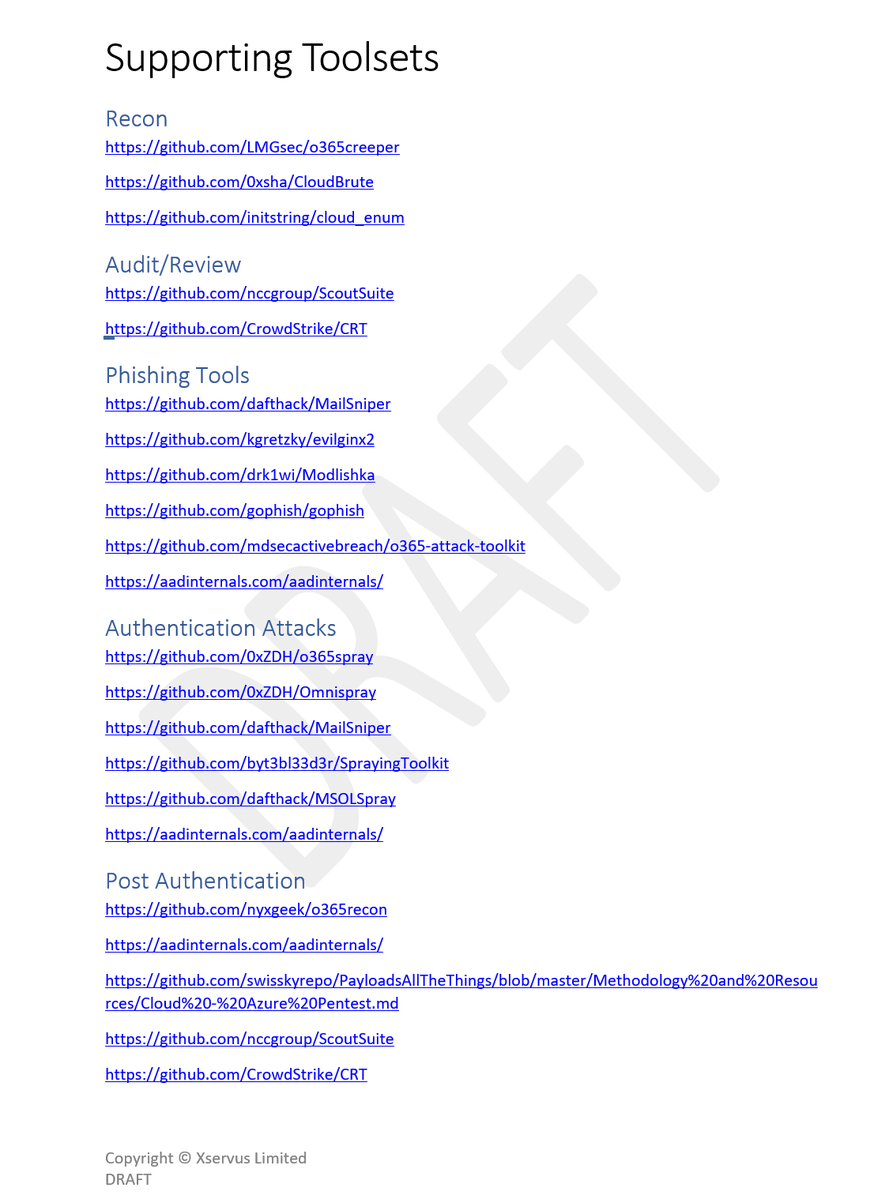 Supporting Toolsets
Recon
https://github.com/LMGsec/o365creeper
https://github.com/0xsha/CloudBrute
https://github.com/initstring/cloud_enum
Audit/Review
https://github.com/nccgroup/ScoutSuite
https://github.com/CrowdStrike/CRT
Phishing Tools
https://github.com/dafthack/MailSniper
https://github.com/kgretzky/evilginx2
https://github.com/drk1wi/Modlishka
https://github.com/gophish/gophish
https://github.com/mdsecactivebreach/o365-attack-toolkit
https://aadinternals.com/aadinternals/
Authentication Attacks
https://github.com/0xZDH/o365spray
https://github.com/0xZDH/Omnispray
https://github.com/dafthack/MailSniper
https://github.com/byt3bl33d3r/SprayingToolkit
https://github.com/dafthack/MSOLSpray
https://aadinternals.com/aadinternals/
Post Authentication
https://github.com/nyxgeek/o365recon
https://aadinternals.com/aadinternals/
https://github.com/swisskyrepo/PayloadsAllTheThings/blob/master/Methodology%20and%20Resou
rces/Cloud%20-%20Azure%20Pentest.md
https://github.com/nccgroup/ScoutSuite
https://github.com/CrowdStrike/CRT
Copyright © Xservus Limited
DRAFT
DRAFT